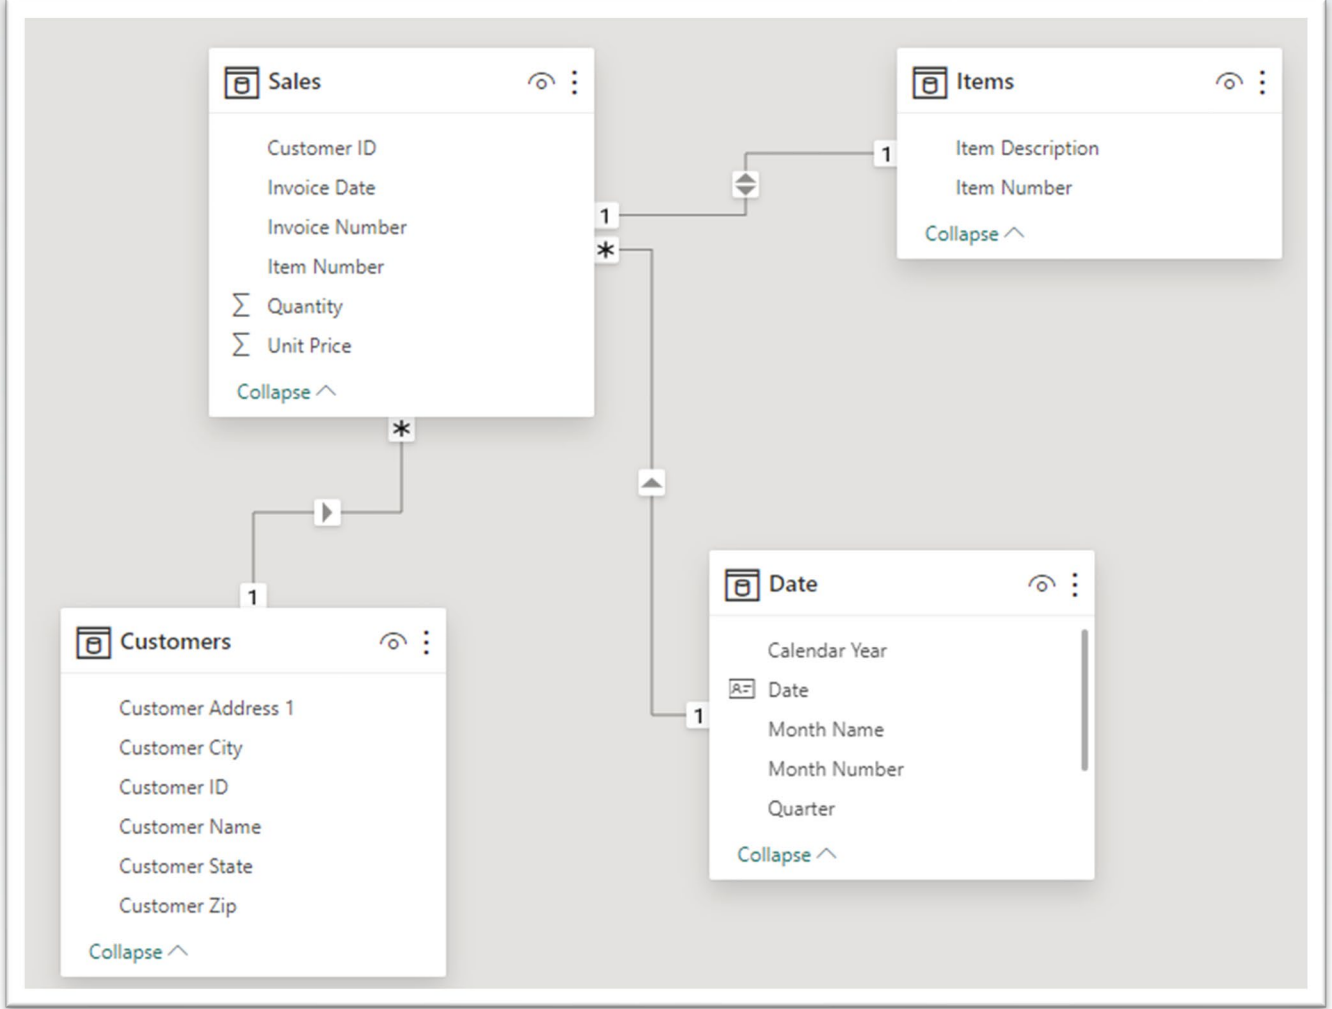 Sales
Customer ID
Invoice Date
Invoice Number
Item Number
Σ Quantity
Σ Unit Price
Collapse
Items
Item Description
Item Number
Collapse
1
1
*
*
1
1
Customers
Customer Address 1
Customer City
Customer ID
Customer Name
Customer State
Customer Zip
Collapse
Date
Calendar Year
Date
Month Name
Month Number
Quarter
Collapse